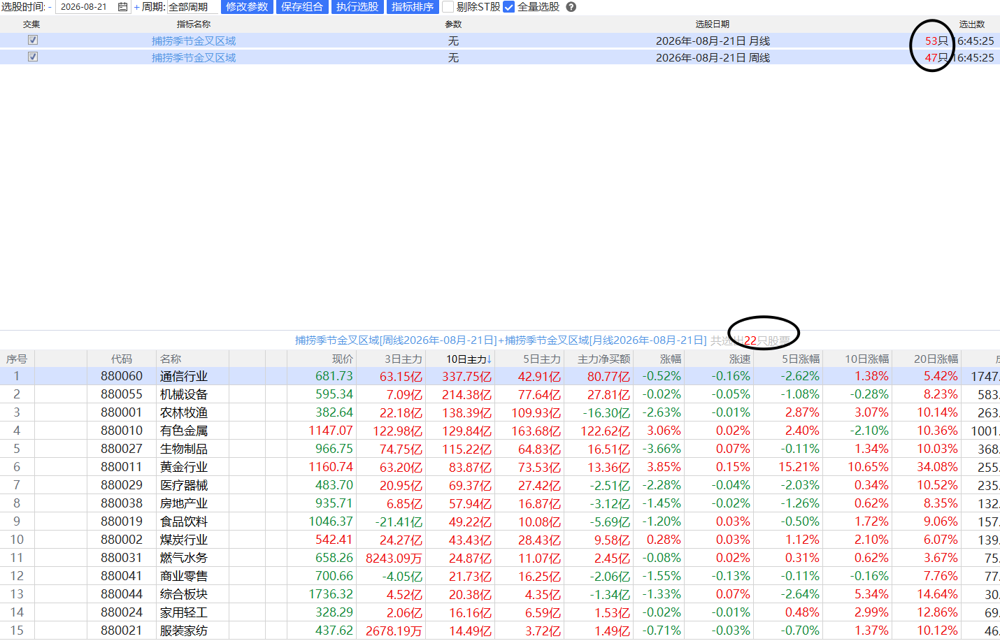 选股时间: - 2026-08-21 + 周期: 全部周期 修改参数 保存组合 执行选股 指标排序 剔除ST股 全量选股 ?
交集 指标名称 参数 选股日期 选出数
捕捞季节金叉区域 无 2026年-08月-21日 月线 53只 16:45:25
捕捞季节金叉区域 无 2026年-08月-21日 周线 47只 16:45:25
捕捞季节金叉区域[周线2026年-08月-21日]+捕捞季节金叉区域[月线2026年-08月-21日] 共选出22只股票
序号 代码 名称 现价 3日主力 10日主力↓ 5日主力 主力净买额 涨幅 涨速 5日涨幅 10日涨幅 20日涨幅
1 880060 通信行业 681.73 63.15亿 337.75亿 42.91亿 80.77亿 -0.52% -0.16% -2.62% 1.38% 5.42% 1747.
2 880055 机械设备 595.34 7.09亿 214.38亿 77.64亿 27.81亿 -0.02% -0.05% -1.08% -0.28% 8.23% 583.
3 880001 农林牧渔 382.64 22.18亿 138.39亿 109.93亿 -16.30亿 -2.63% -0.01% 2.87% 3.07% 10.14% 263.
4 880010 有色金属 1147.07 122.98亿 129.84亿 163.68亿 122.62亿 3.06% 0.02% 2.40% -2.10% 10.36% 1001.
5 880027 生物制品 966.75 74.75亿 115.22亿 64.83亿 16.51亿 -3.66% 0.07% -0.11% 1.34% 10.03% 368.
6 880011 黄金行业 1160.74 63.20亿 83.87亿 73.53亿 13.36亿 3.85% 0.15% 15.21% 10.65% 34.08% 255.
7 880029 医疗器械 483.70 20.95亿 69.37亿 27.42亿 -2.51亿 -2.28% -0.04% -2.03% 0.34% 10.52% 235.
8 880038 房地产业 935.71 6.85亿 57.94亿 16.87亿 -3.12亿 -1.45% -0.02% -1.26% 0.62% 8.35% 132.
9 880019 食品饮料 1046.37 -21.41亿 49.22亿 10.08亿 -5.69亿 -1.20% 0.03% -0.50% 1.72% 9.06% 157.
10 880002 煤炭行业 542.41 24.27亿 43.43亿 28.43亿 9.58亿 0.28% 0.03% 1.12% 2.10% 6.07% 139.
11 880031 燃气水务 658.26 8243.09万 24.87亿 11.07亿 2.45亿 -0.08% 0.02% 0.31% 0.62% 3.67% 75.
12 880041 商业零售 700.66 -4.05亿 21.73亿 16.25亿 -2.06亿 -1.55% -0.13% -0.11% -0.16% 7.76% 77.
13 880044 综合板块 1736.32 4.52亿 20.38亿 4.35亿 -1.34亿 -1.33% 0.07% -2.64% 5.34% 14.64% 30.
14 880024 家用轻工 328.29 2.06亿 16.16亿 6.59亿 1.53亿 -0.02% -0.01% 0.48% 2.99% 12.86% 69.
15 880021 服装家纺 437.62 2678.19万 14.49亿 3.72亿 1.49亿 -0.71% -0.03% -0.70% 1.37% 10.12% 46.